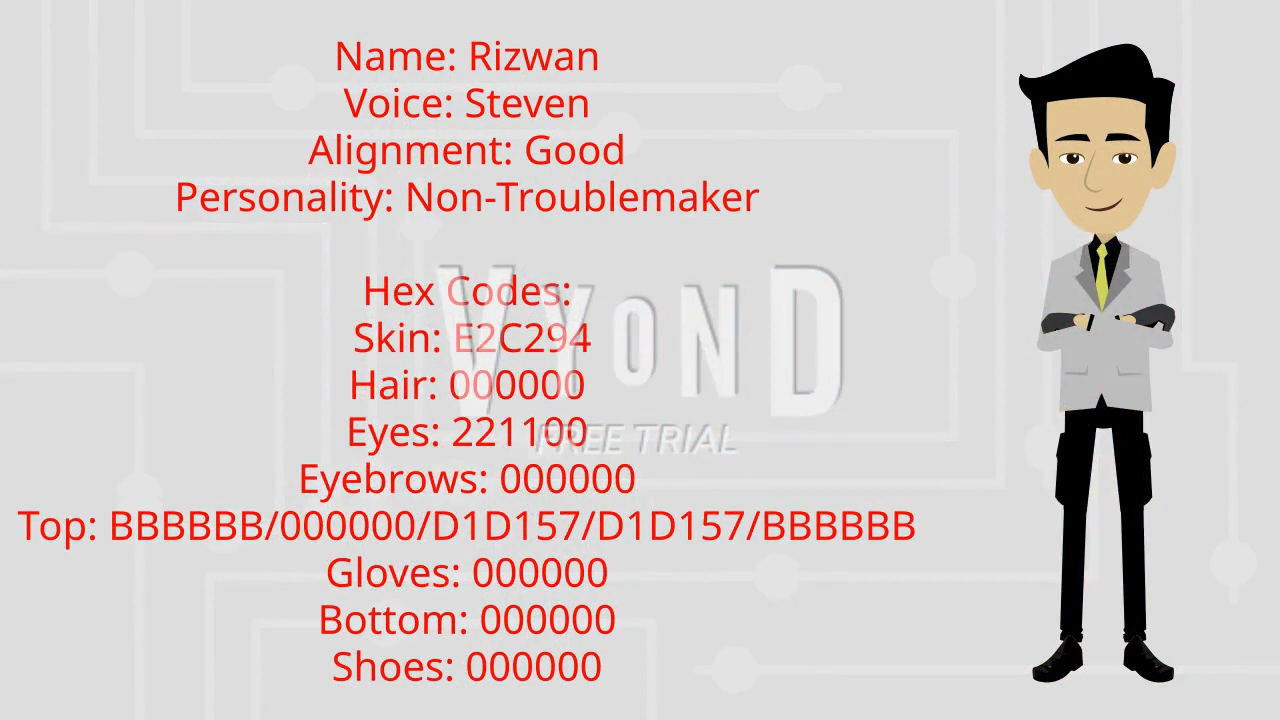 Name: Rizwan
Voice: Steven
Alignment: Good
Personality: Non-Troublemaker
Hex Codes:
Skin: E2C294
Hair: 000000
Eyes: 221100
Eyebrows: 000000
Top: BBBBBB/000000/D1D157/D1D157/BBBBBB
Gloves: 000000
Bottom: 000000
Shoes: 000000
VYOND
FREE TRIAL